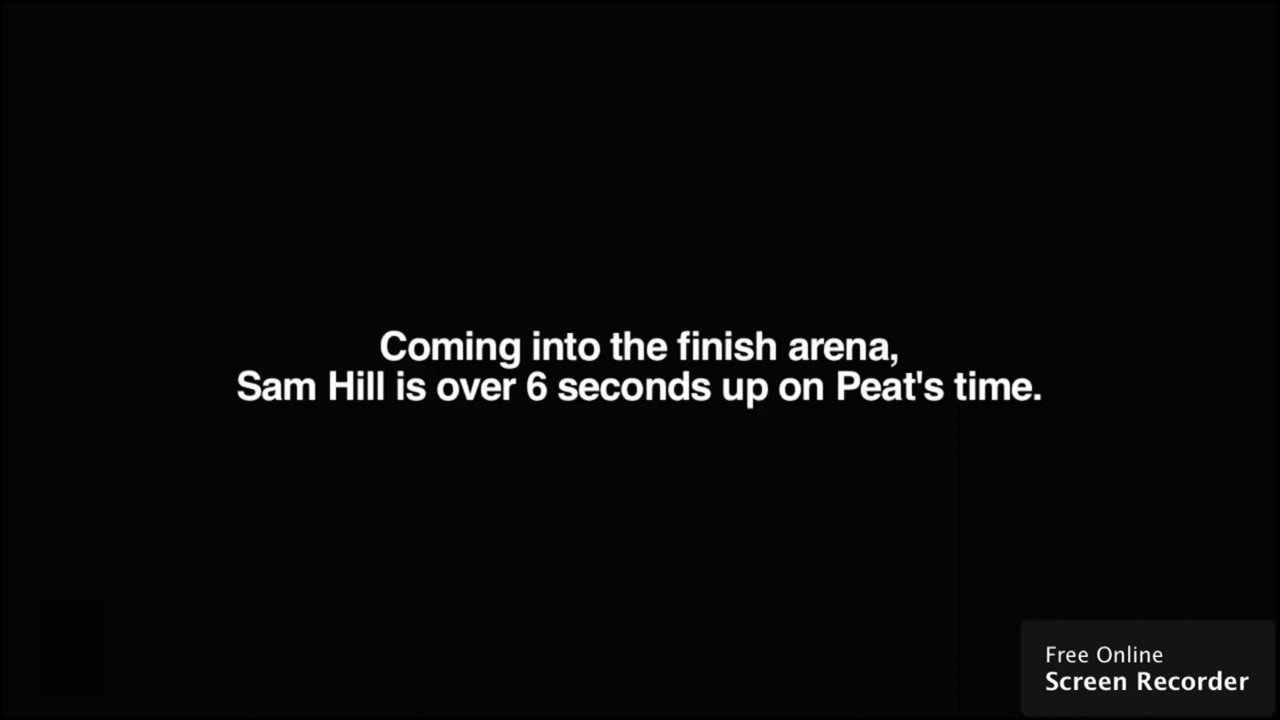 Coming into the finish arena,
Sam Hill is over 6 seconds up on Peat's time.
Free Online
Screen Recorder